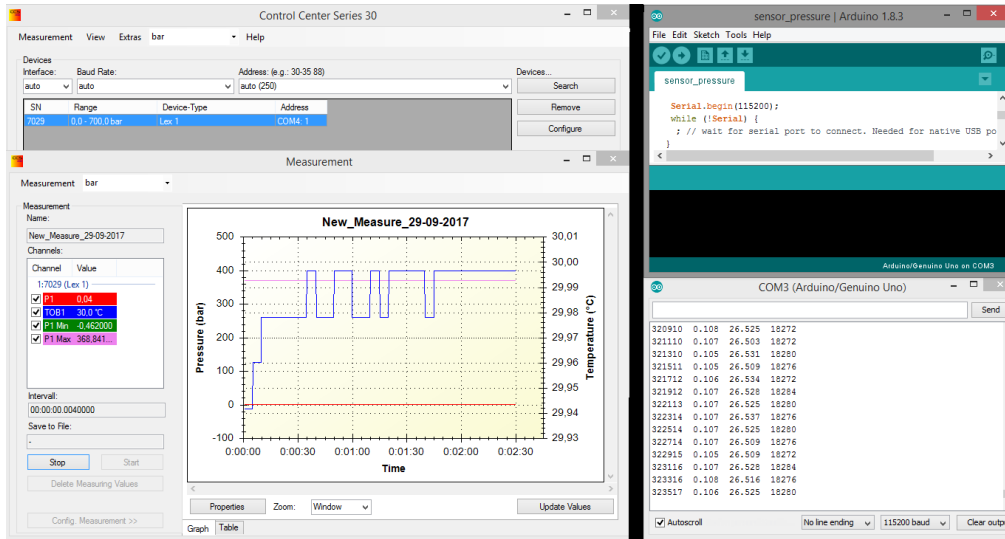 Control Center Series 30
Measurement View Extras bar Help
Devices
Interface: Baud Rate: Address: (e.g.: 30-35 88) Devices...
auto auto auto (250) Search
SN Range Device-Type Address Remove
7029 0,0 - 700,0 bar Lex 1 COM4: 1
Configure
Measurement
Measurement bar
Measurement
Name:
New_Measure_29-09-2017
Channels:
Channel Value
1:7029 (Lex 1)
P1 0,04
TOB1 30,0 °C
P1 Min -0,462000
P1 Max 368,841...
Intervall:
00:00:00.0040000
Save to File:
-
Stop Start
Delete Measuring Values
Config. Measurement >>
New_Measure_29-09-2017
Pressure (bar)
500
400
300
200
100
0
-100
30,01
30,00
29,99
29,98
29,97
29,96
29,95
29,94
29,93
Temperature (°C)
0:00:00 0:00:30 0:01:00 0:01:30 0:02:00 0:02:30
Time
Properties Zoom: Window Update Values
Graph Table
sensor_pressure | Arduino 1.8.3
File Edit Sketch Tools Help
sensor_pressure
Serial.begin(115200);
while (!Serial) {
; // wait for serial port to connect. Needed for native USB po
}
Arduino/Genuino Uno on COM3
COM3 (Arduino/Genuino Uno)
Send
320910 0.108 26.525 18272
321110 0.107 26.503 18272
321310 0.105 26.531 18280
321511 0.105 26.509 18276
321712 0.106 26.534 18272
321912 0.107 26.528 18284
322113 0.107 26.525 18280
322314 0.107 26.537 18276
322514 0.107 26.525 18280
322714 0.107 26.509 18276
322915 0.105 26.509 18272
323116 0.107 26.528 18284
323316 0.108 26.516 18276
323517 0.106 26.525 18280
Autoscroll No line ending 115200 baud Clear outp